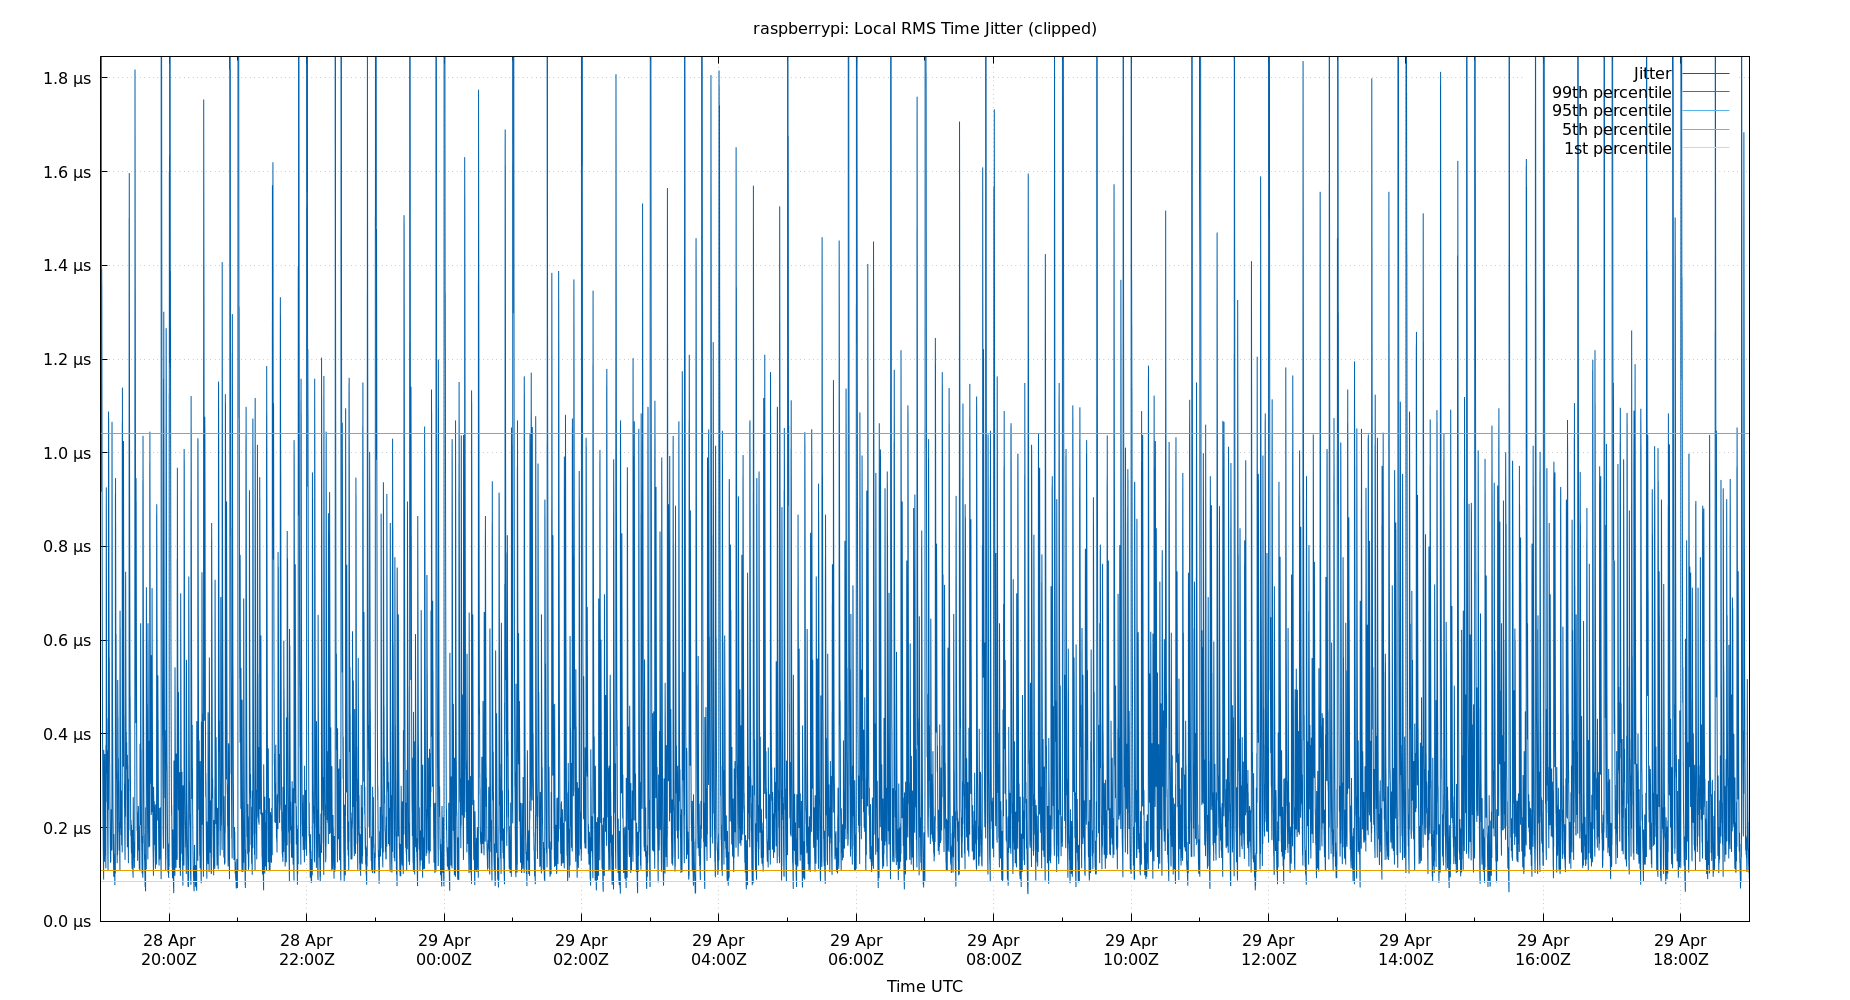 raspberrypi: Local RMS Time Jitter (clipped)
1.8 µs
1.6 µs
1.4 µs
1.2 µs
1.0 µs
0.8 µs
0.6 µs
0.4 µs
0.2 µs
0.0 µs
Jitter
99th percentile
95th percentile
5th percentile
1st percentile
28 Apr 28 Apr 29 Apr 29 Apr 29 Apr 29 Apr 29 Apr 29 Apr 29 Apr 29 Apr 29 Apr 29 Apr
20:00Z 22:00Z 00:00Z 02:00Z 04:00Z 06:00Z 08:00Z 10:00Z 12:00Z 14:00Z 16:00Z 18:00Z
Time UTC